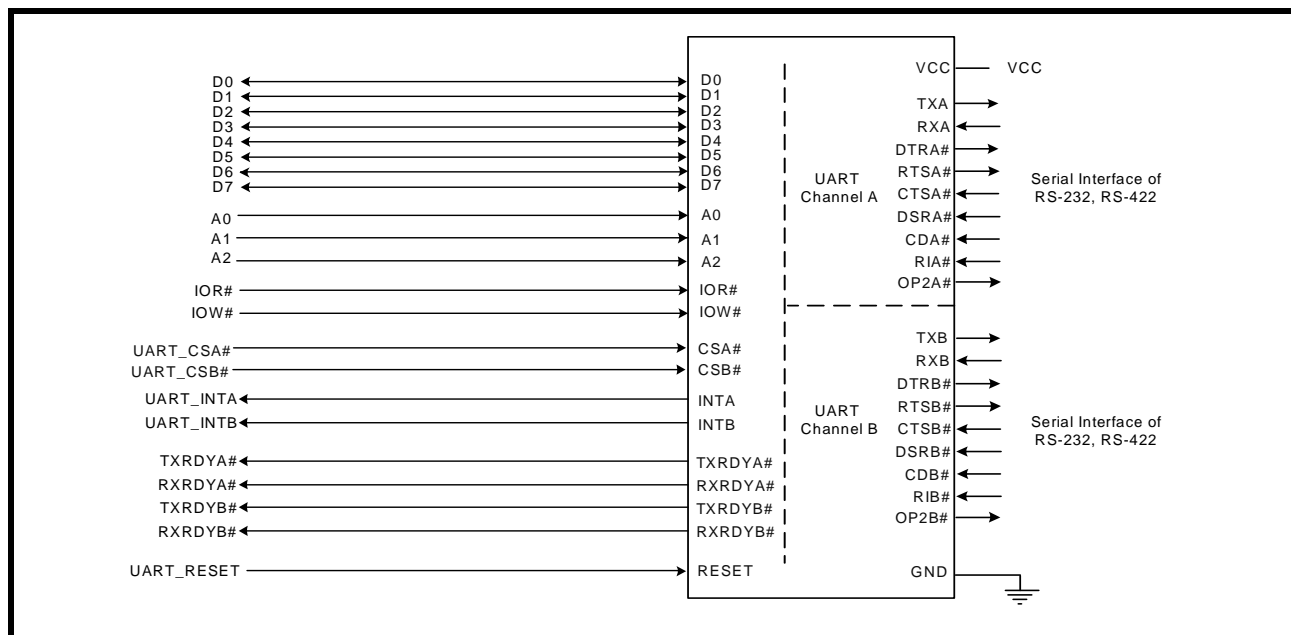 D0
D1
D2
D3
D4
D5
D6
D7
A0
A1
A2
IOR#
IOW#
UART_CSA#
UART_CSB#
UART_INTA
UART_INTB
TXRDYA#
RXRDYA#
TXRDYB#
RXRDYB#
UART_RESET
D0
D1
D2
D3
D4
D5
D6
D7
A0
A1
A2
IOR#
IOW#
CSA#
CSB#
INTA
INTB
TXRDYA#
RXRDYA#
TXRDYB#
RXRDYB#
RESET
UART
Channel A
UART
Channel B
VCC
TXA
RXA
DTRA#
RTSA#
CTSA#
DSRA#
CDA#
RIA#
OP2A#
TXB
RXB
DTRB#
RTSB#
CTSB#
DSRB#
CDB#
RIB#
OP2B#
GND
VCC
Serial Interface of
RS-232, RS-422
Serial Interface of
RS-232, RS-422